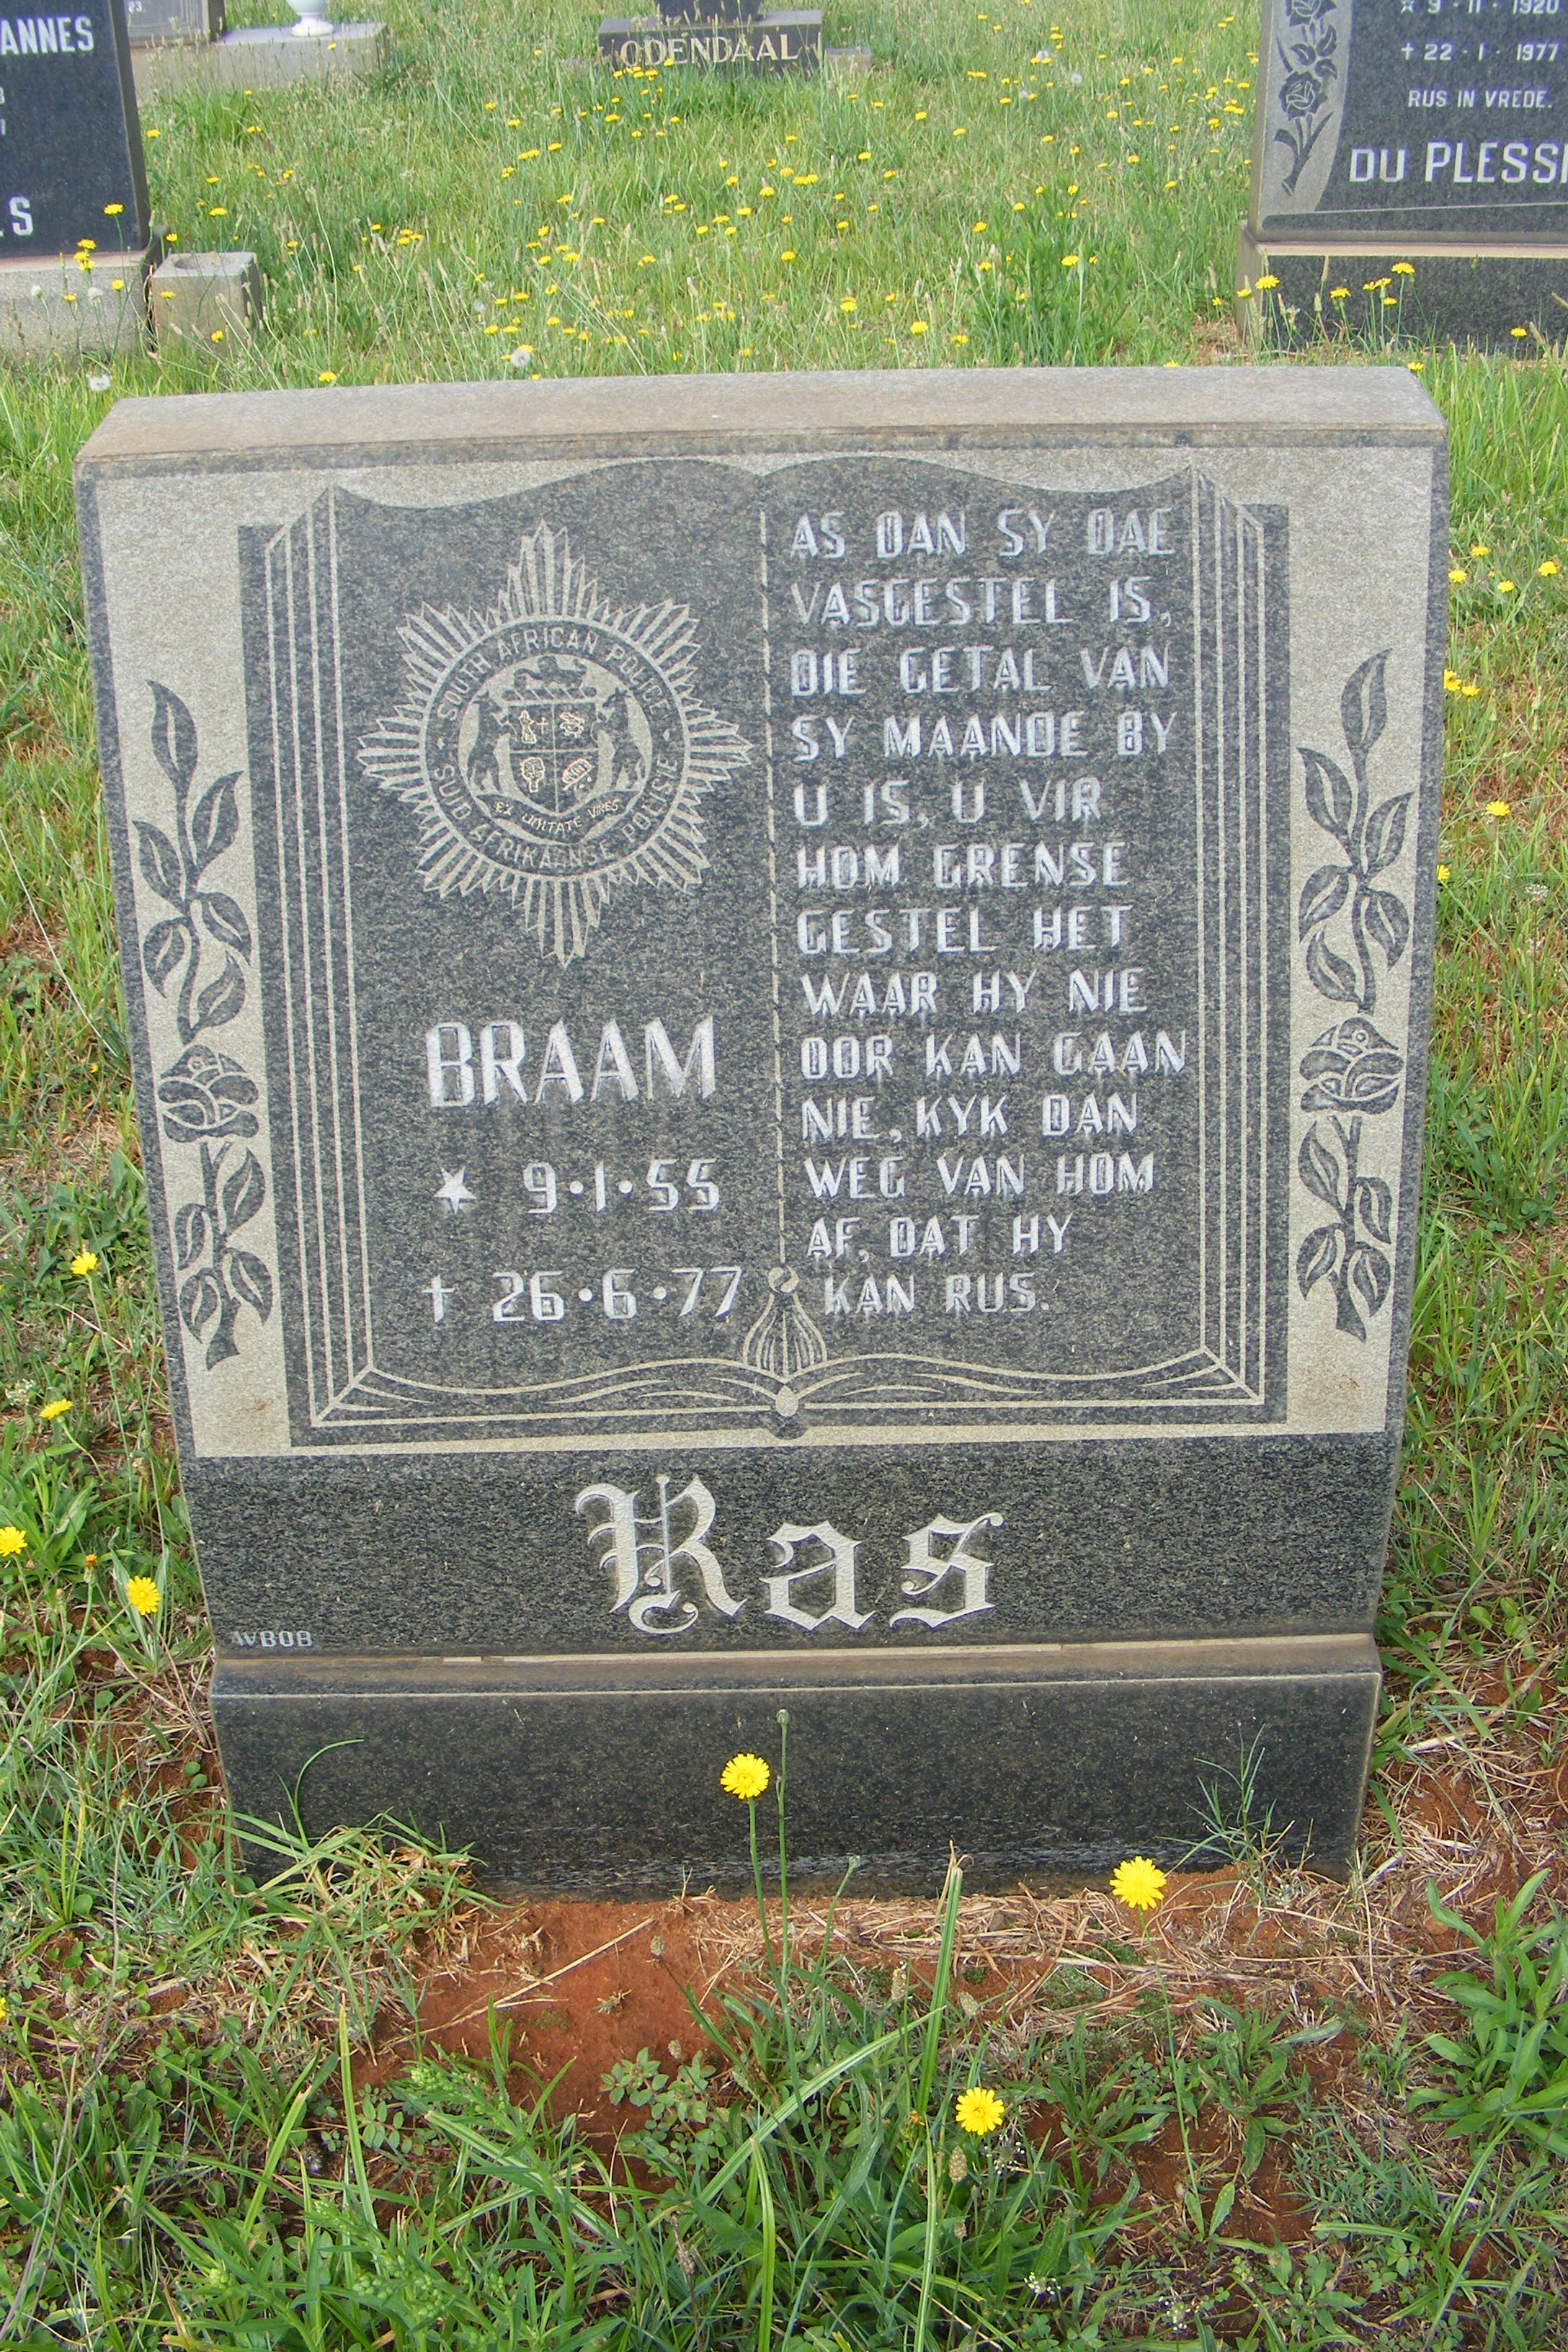 ANNES
LS
ODENDAAL
★ 9 · 11 · 1920
† 22 · 1 · 1977
RUS IN VREDE.
DU PLESSI
SOUTH AFRICAN POLICE
SUID AFRIKAANSE POLISIE
EX UNITATE VIRES
BRAAM
★ 9·1·55
† 26·6·77
AS DAN SY DAE
VASGESTEL IS,
DIE GETAL VAN
SY MAANDE BY
U IS, U VIR
HOM GRENSE
GESTEL HET
WAAR HY NIE
OOR KAN GAAN
NIE, KYK DAN
WEG VAN HOM
AF, DAT HY
KAN RUS.
Ras
AVBOB